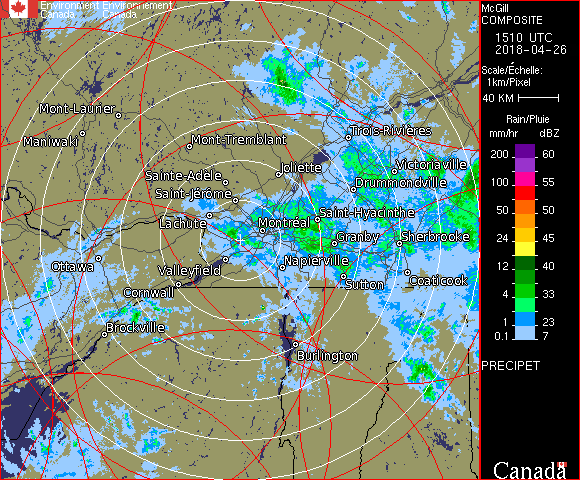 Environment Environnement
Canada Canada
Mont-Laurier
Maniwaki
Mont-Tremblant
Trois-Rivières
Joliette
Victoriaville
Sainte-Adèle
Drummondville
Saint-Jérôme
Lachute
Saint-Hyacinthe
Montréal
Granby
Sherbrooke
Ottawa
Valleyfield
Napierville
Coaticook
Sutton
Cornwall
Brockville
Burlington
McGill
COMPOSITE
1510 UTC
2018-04-26
Scale/Échelle:
1km/Pixel
40 KM
Rain/Pluie
mm/hr dBZ
200 60
100 55
50 50
24 45
12 40
4 33
1 23
0.1 7
PRECIPET
Canada